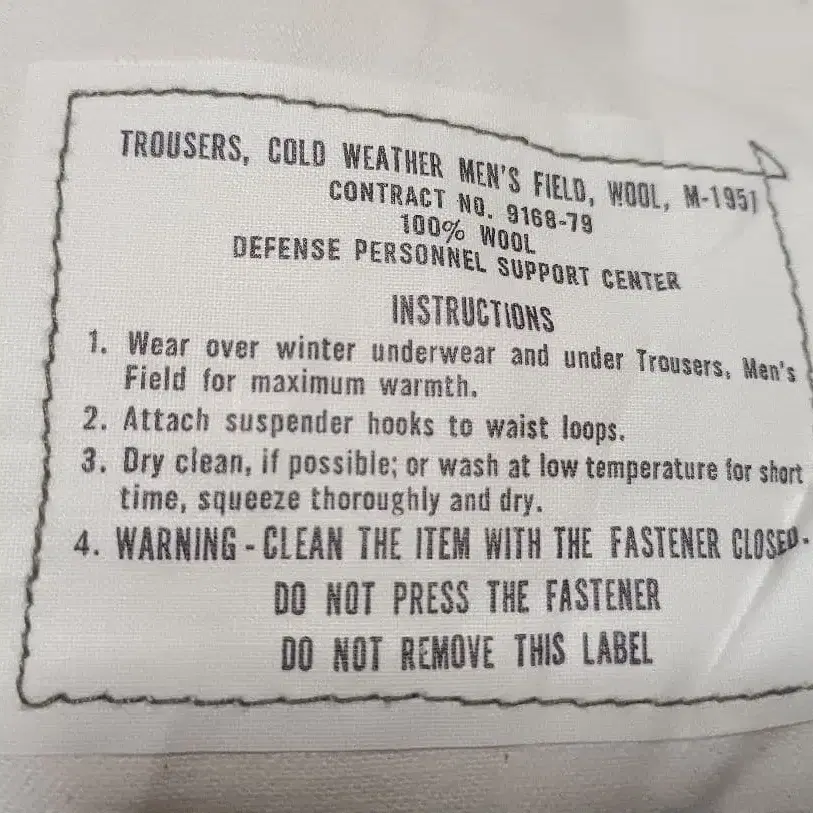 TROUSERS, COLD WEATHER MEN'S FIELD, WOOL, M-1951
CONTRACT NO. 9168-79
100% WOOL
DEFENSE PERSONNEL SUPPORT CENTER
INSTRUCTIONS
1. Wear over winter underwear and under Trousers, Men's
Field for maximum warmth.
2. Attach suspender hooks to waist loops.
3. Dry clean, if possible; or wash at low temperature for short
time, squeeze thoroughly and dry.
4. WARNING - CLEAN THE ITEM WITH THE FASTENER CLOSED-
DO NOT PRESS THE FASTENER
DO NOT REMOVE THIS LABEL